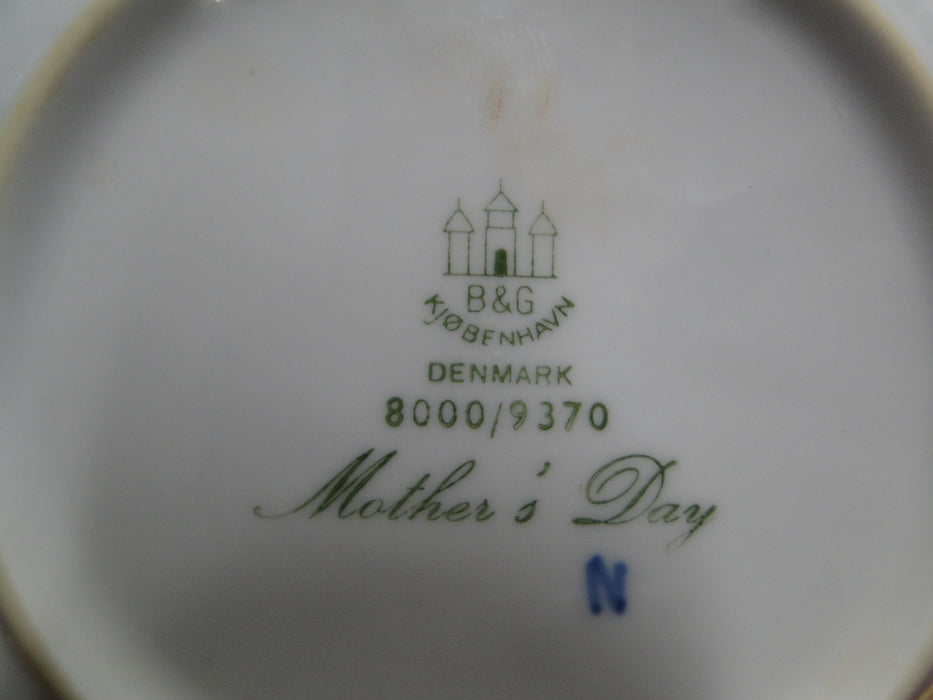 B&G
KJØBENHAVN
DENMARK
8000/9370
Mother's Day
N